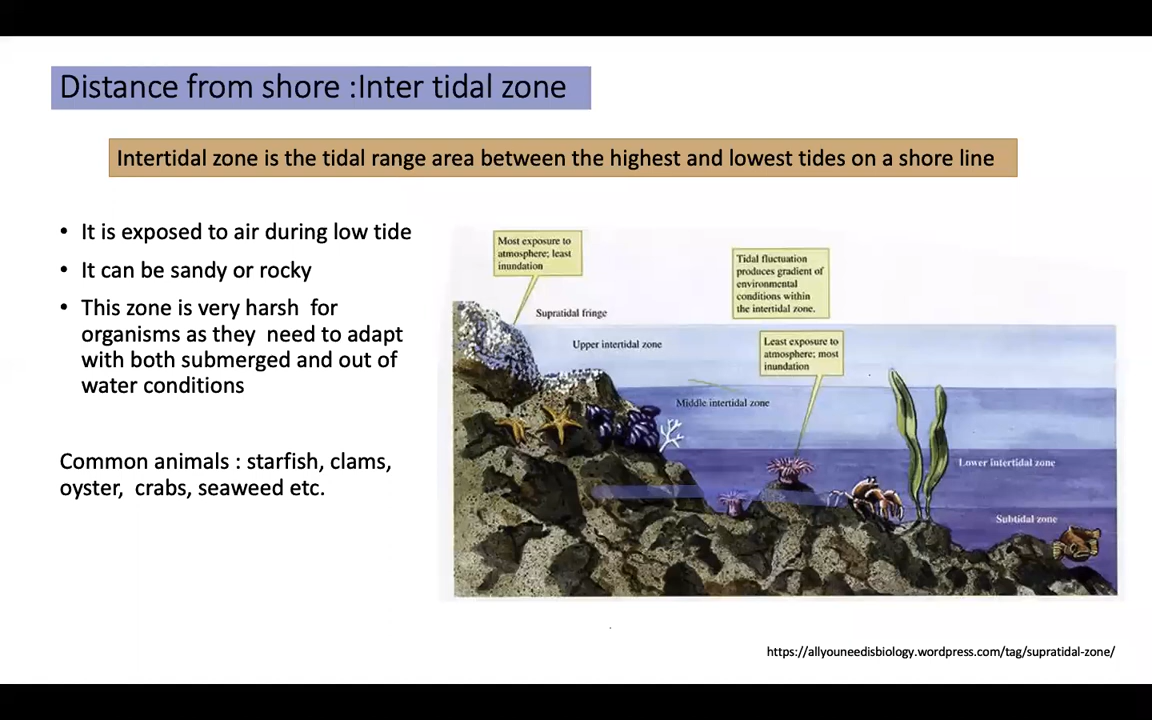 Distance from shore :Inter tidal zone
Intertidal zone is the tidal range area between the highest and lowest tides on a shore line
• It is exposed to air during low tide
• It can be sandy or rocky
• This zone is very harsh for
organisms as they need to adapt
with both submerged and out of
water conditions
Common animals : starfish, clams,
oyster, crabs, seaweed etc.
Most exposure to
atmosphere; least
inundation
Supratidal fringe
Upper intertidal zone
Tidal fluctuation
produces gradient of
environmental
conditions within
the intertidal zone.
Least exposure to
atmosphere; most
inundation
Middle intertidal zone
Lower intertidal zone
Subtidal zone
https://allyouneedisbiology.wordpress.com/tag/supratidal-zone/